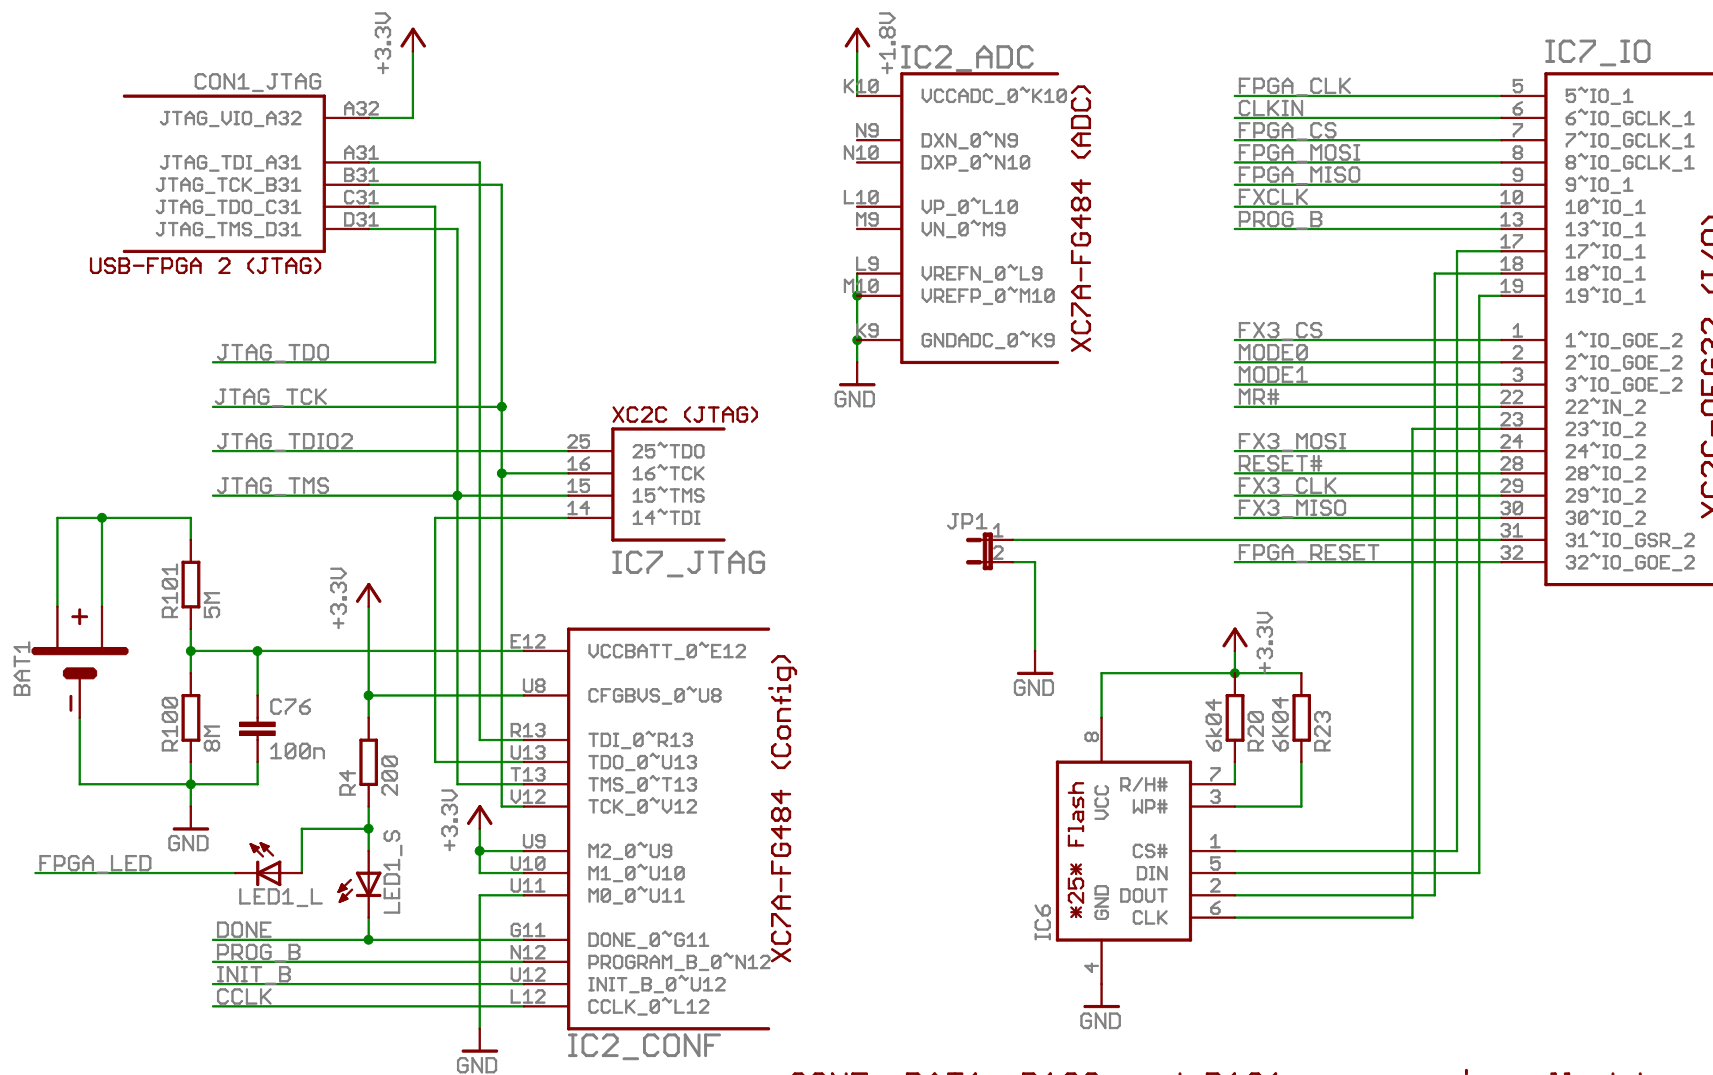 +3.3V
CON1_JTAG
JTAG_VIO_A32 A32
JTAG_TDI_A31 A31
JTAG_TCK_B31 B31
JTAG_TDO_C31 C31
JTAG_TMS_D31 D31
USB-FPGA 2 (JTAG)
JTAG_TDO
JTAG_TCK
JTAG_TDIO2
JTAG_TMS
XC2C (JTAG)
25 25~TDO
16 16~TCK
15 15~TMS
14 14~TDI
IC7_JTAG
BAT1
+
-
R101
5M
R100
8M
C76
100n
GND
+3.3V
R4
200
+3.3V
FPGA_LED
LED1_L
LED1_S
DONE
PROG_B
INIT_B
CCLK
E12 VCCBATT_0~E12
U8 CFGBVS_0~U8
R13 TDI_0~R13
U13 TDO_0~U13
T13 TMS_0~T13
V12 TCK_0~V12
U9 M2_0~U9
U10 M1_0~U10
U11 M0_0~U11
G11 DONE_0~G11
N12 PROGRAM_B_0~N12
U12 INIT_B_0~U12
L12 CCLK_0~L12
XC7A-FG484 (Config)
IC2_CONF
GND
+1.8V
IC2_ADC
K10 VCCADC_0~K10
N9 DXN_0~N9
N10 DXP_0~N10
L10 VP_0~L10
M9 VN_0~M9
L9 VREFN_0~L9
M10 VREFP_0~M10
K9 GNDADC_0~K9
XC7A-FG484 (ADC)
GND
IC7_IO
FPGA_CLK 5 5~IO_1
CLKIN 6 6~IO_GCLK_1
FPGA_CS 7 7~IO_GCLK_1
FPGA_MOSI 8 8~IO_GCLK_1
FPGA_MISO 9 9~IO_1
FXCLK 10 10~IO_1
PROG_B 13 13~IO_1
17 17~IO_1
18 18~IO_1
19 19~IO_1
FX3_CS 1 1~IO_GOE_2
MODE0 2 2~IO_GOE_2
MODE1 3 3~IO_GOE_2
MR# 22 22~IN_2
23 23~IO_2
FX3_MOSI 24 24~IO_2
RESET# 28 28~IO_2
FX3_CLK 29 29~IO_2
FX3_MISO 30 30~IO_2
31 31~IO_GSR_2
FPGA_RESET 32 32~IO_GOE_2
JP1
1
2
GND
+3.3V
6k04
R20
6K04
R23
8
VCC
R/H# 7
WP# 3
CS# 1
DIN 5
DOUT 2
CLK 6
*25* Flash
GND
IC6
4
GND